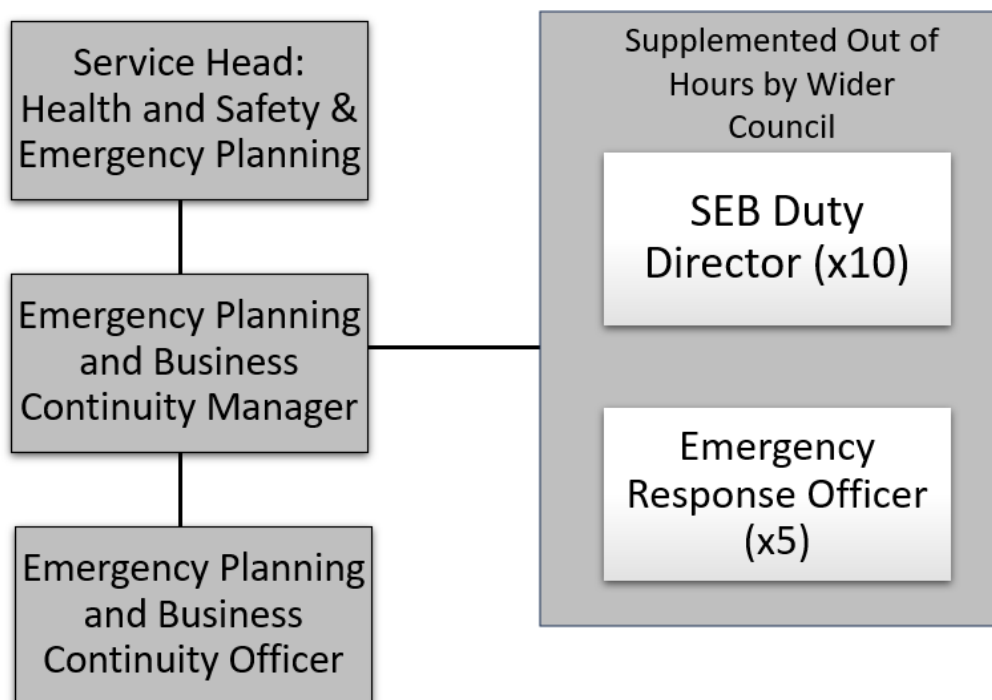 Service Head:
Health and Safety &
Emergency Planning
Emergency Planning
and Business
Continuity Manager
Emergency Planning
and Business
Continuity Officer
Supplemented Out of
Hours by Wider
Council
SEB Duty
Director (x10)
Emergency
Response Officer
(x5)